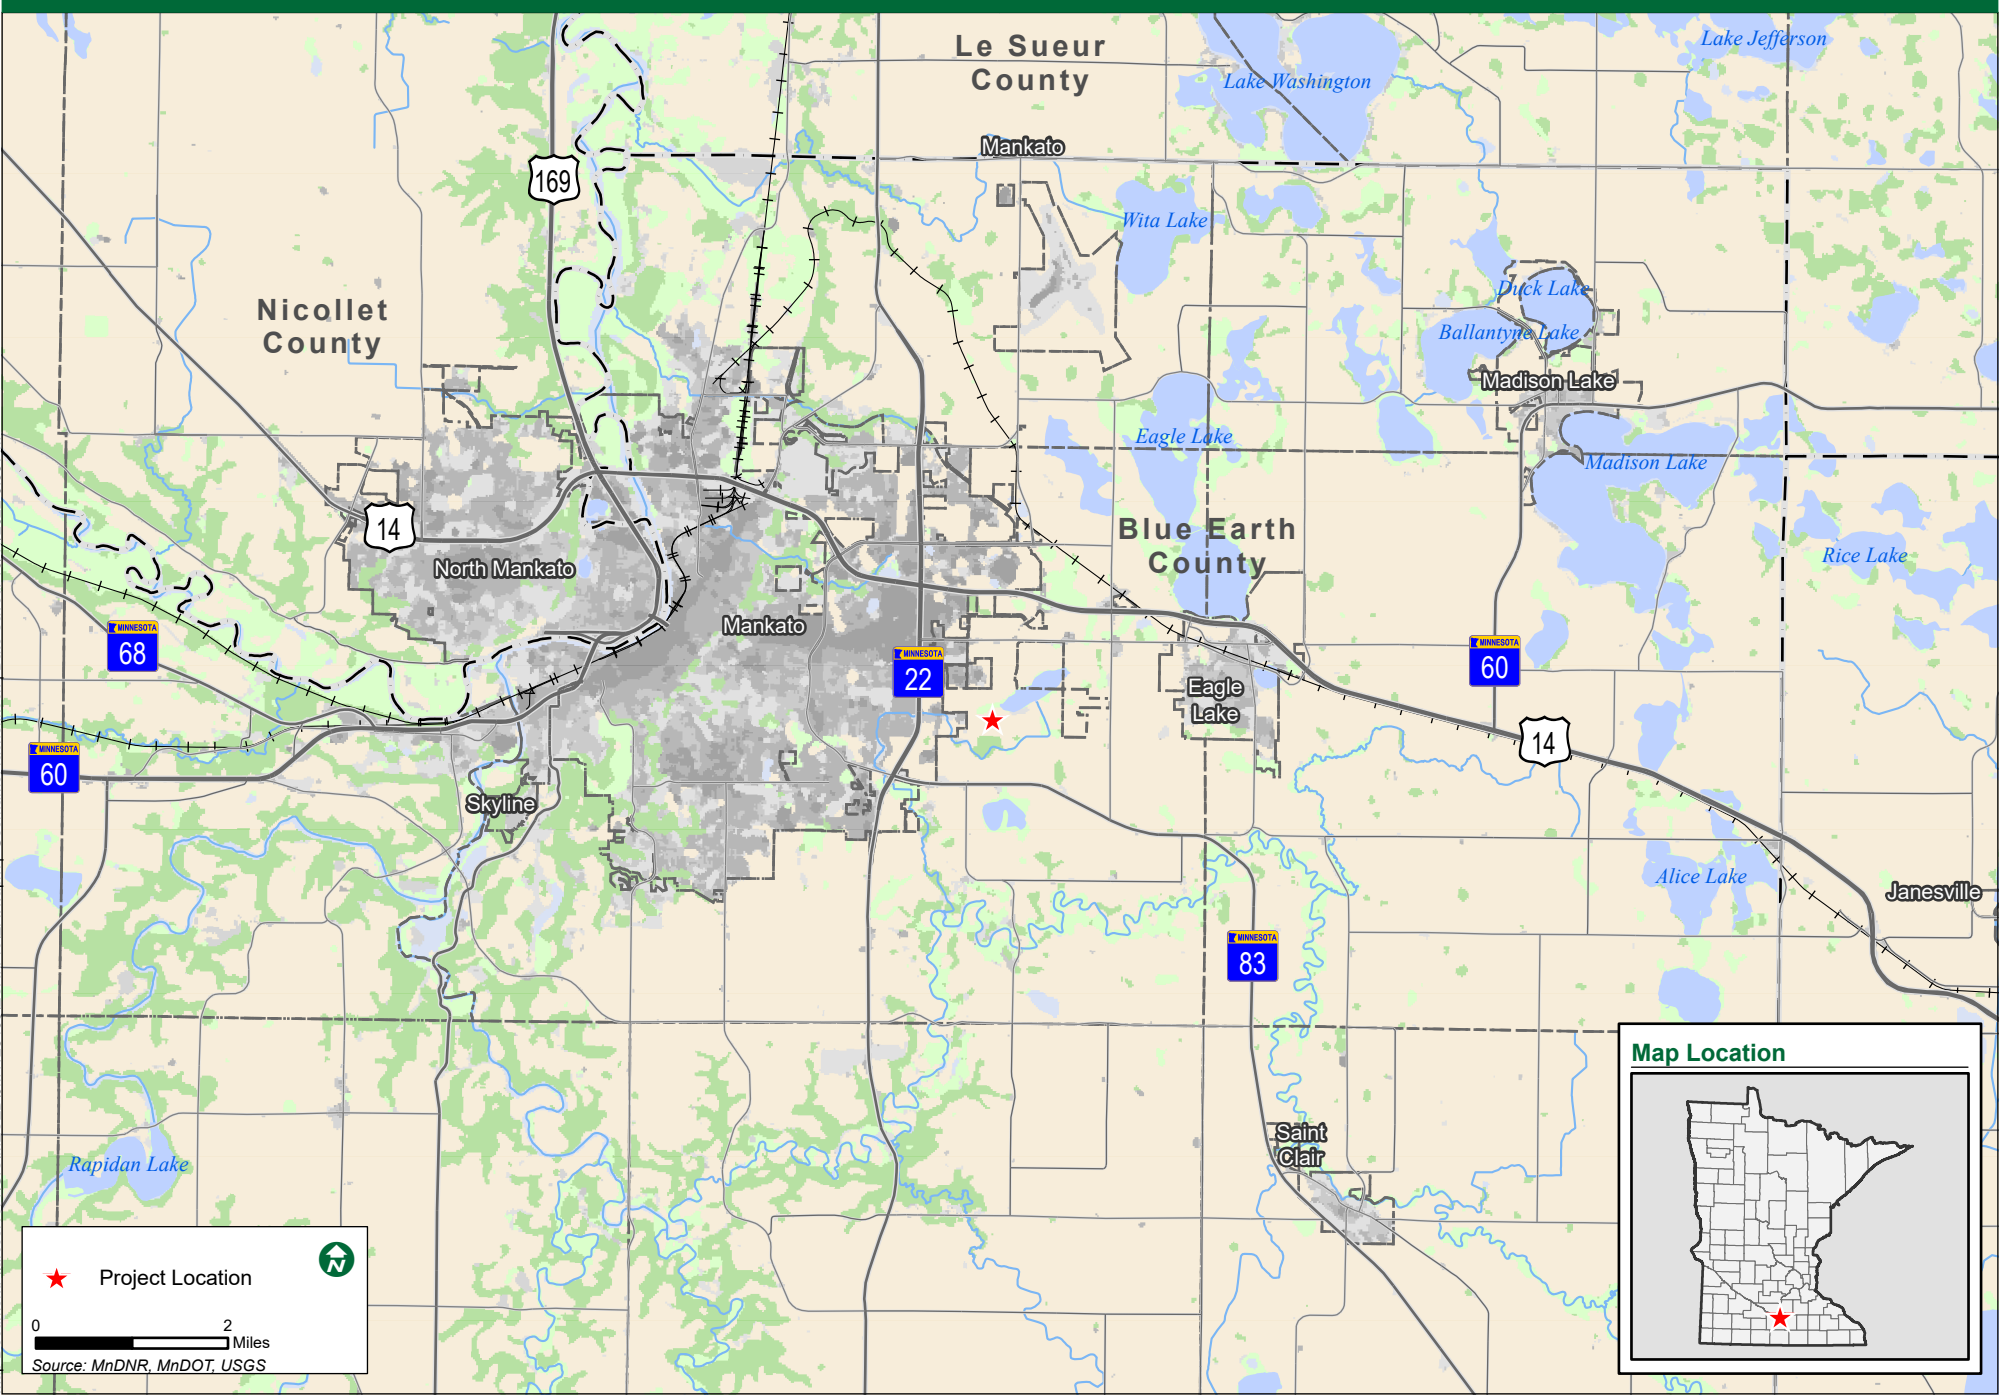 Le Sueur
County
Lake Jefferson
Lake Washington
Mankato
169
Wita Lake
Nicollet
County
Duck Lake
Ballantyne Lake
Madison Lake
Eagle Lake
Madison Lake
14
Blue Earth
County
Rice Lake
North Mankato
Mankato
MINNESOTA
68
MINNESOTA
22
MINNESOTA
60
Eagle
Lake
14
MINNESOTA
60
Skyline
Alice Lake
Janesville
MINNESOTA
83
Saint
Clair
Rapidan Lake
Map Location
N
Project Location
0 2
Miles
Source: MnDNR, MnDOT, USGS